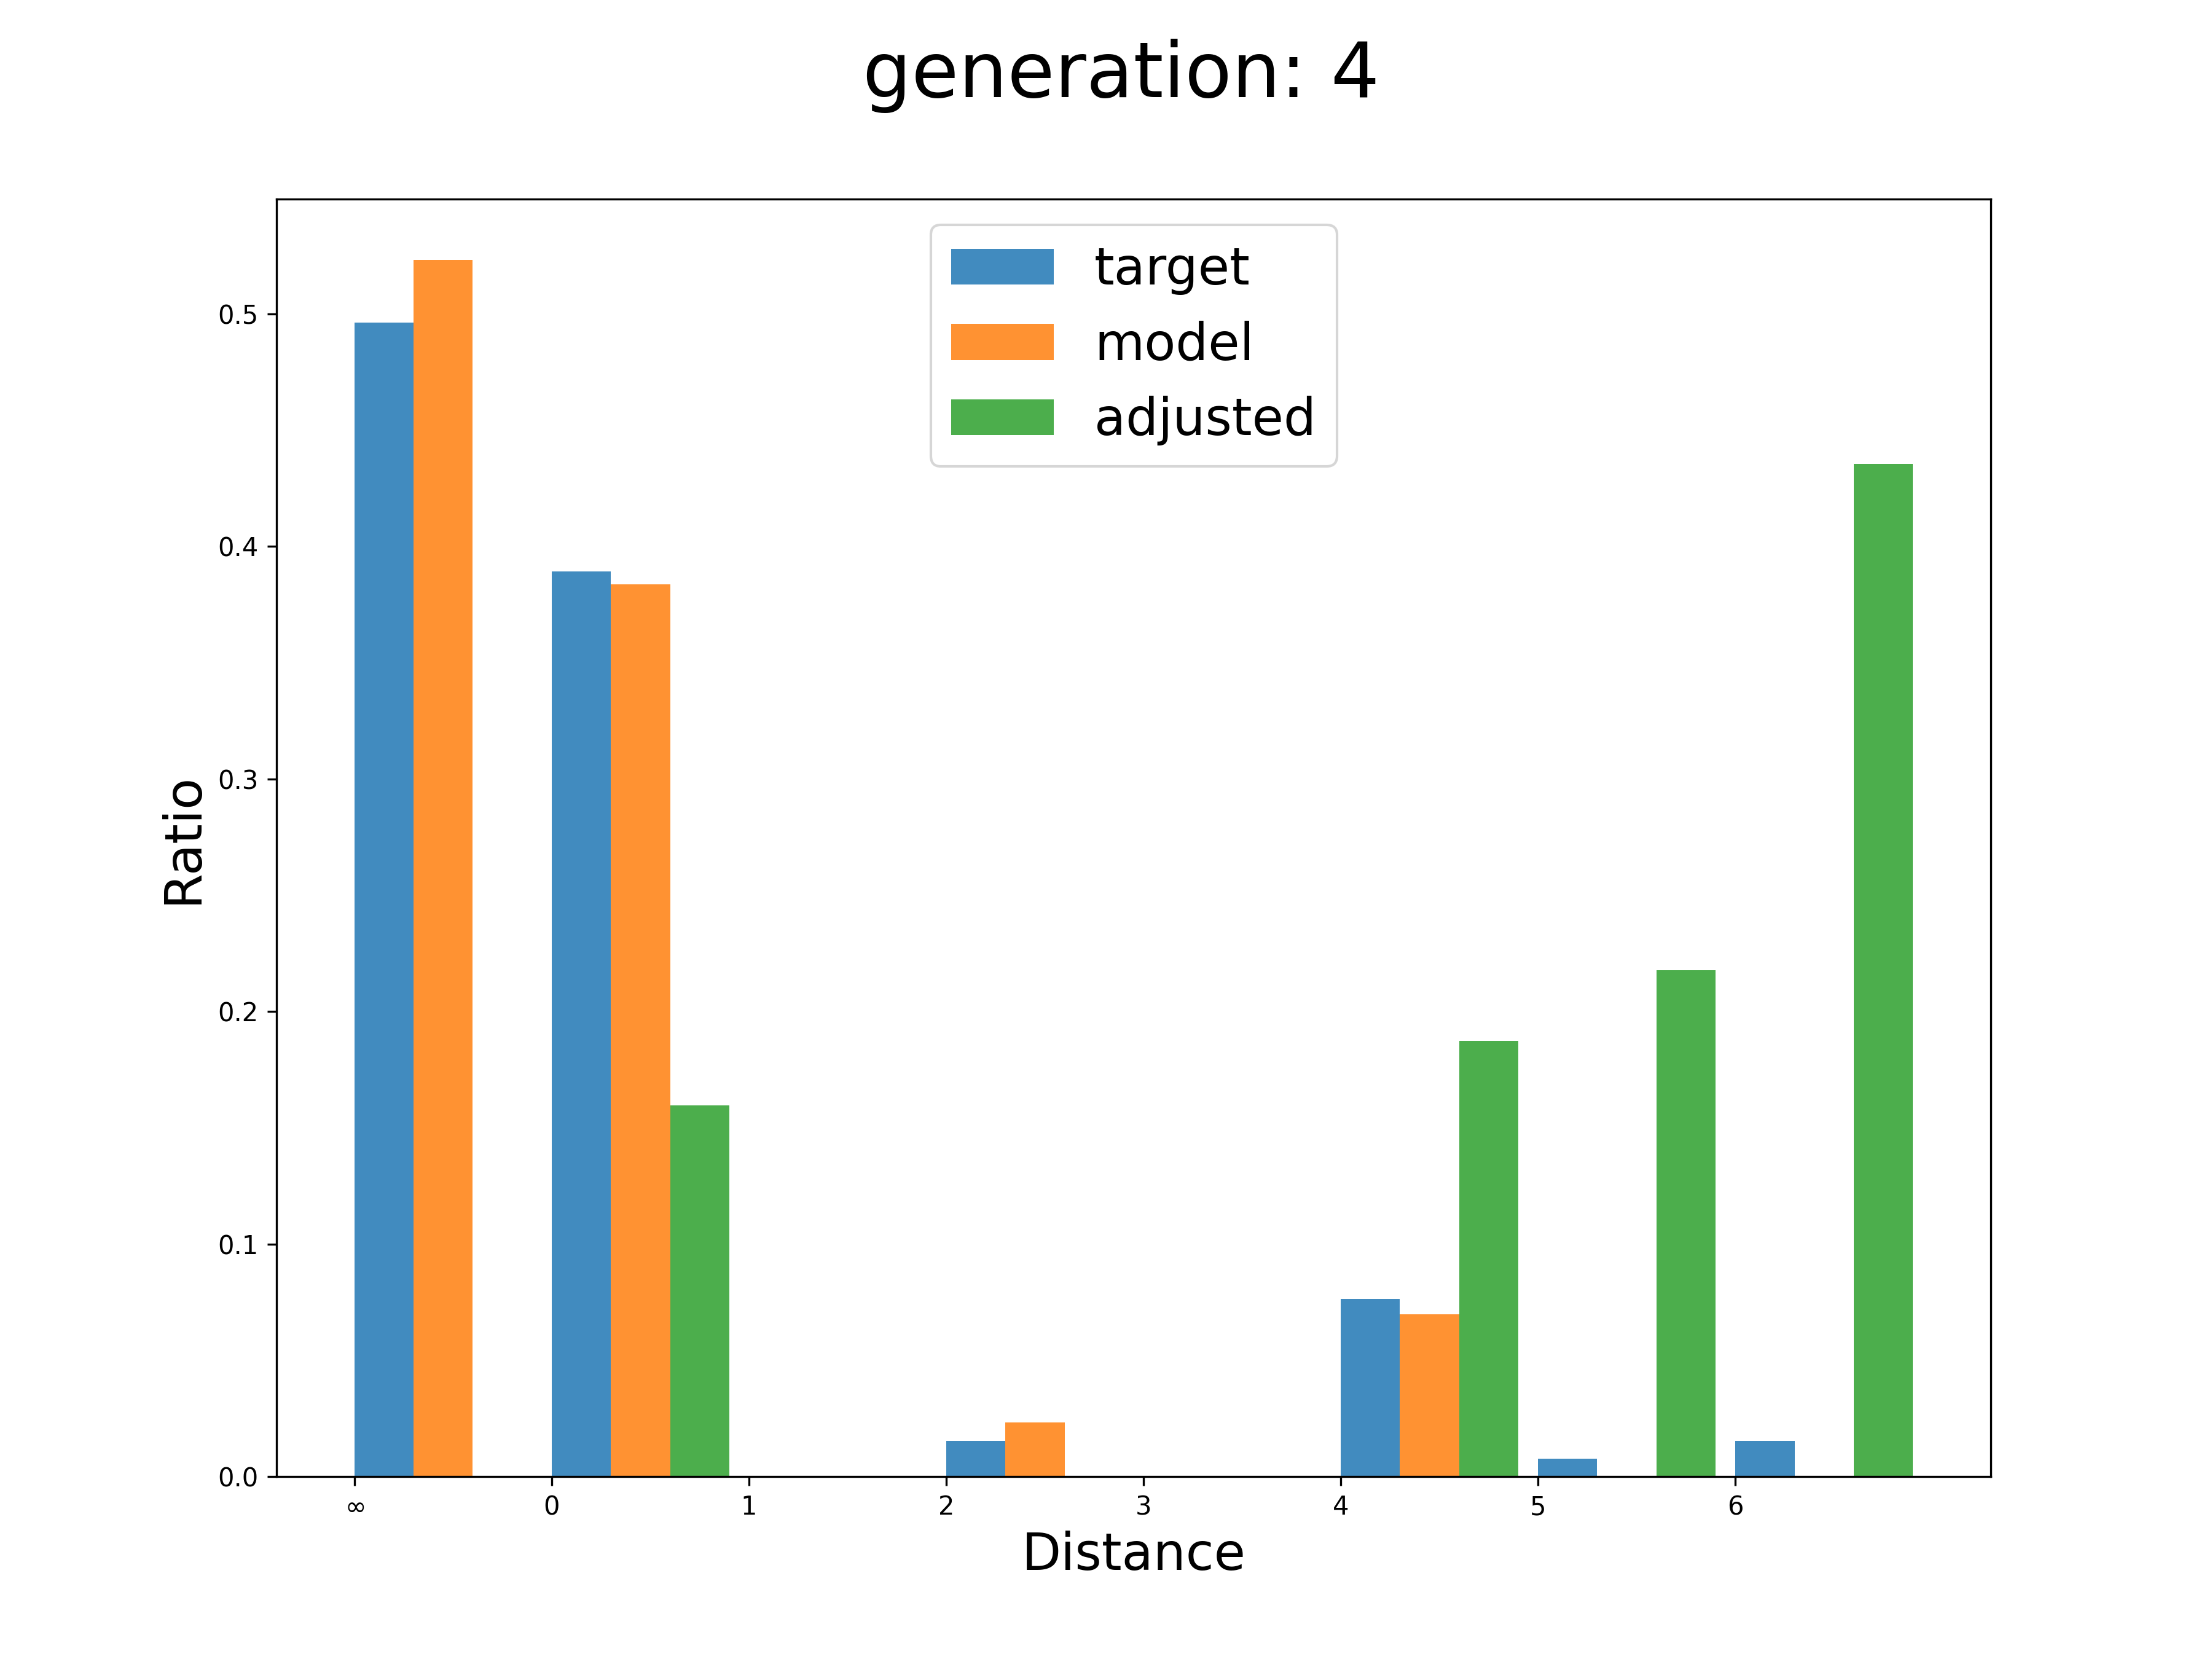 generation: 4
target
model
adjusted
Ratio
0.5
0.4
0.3
0.2
0.1
0.0
∞ 0 1 2 3 4 5 6
Distance